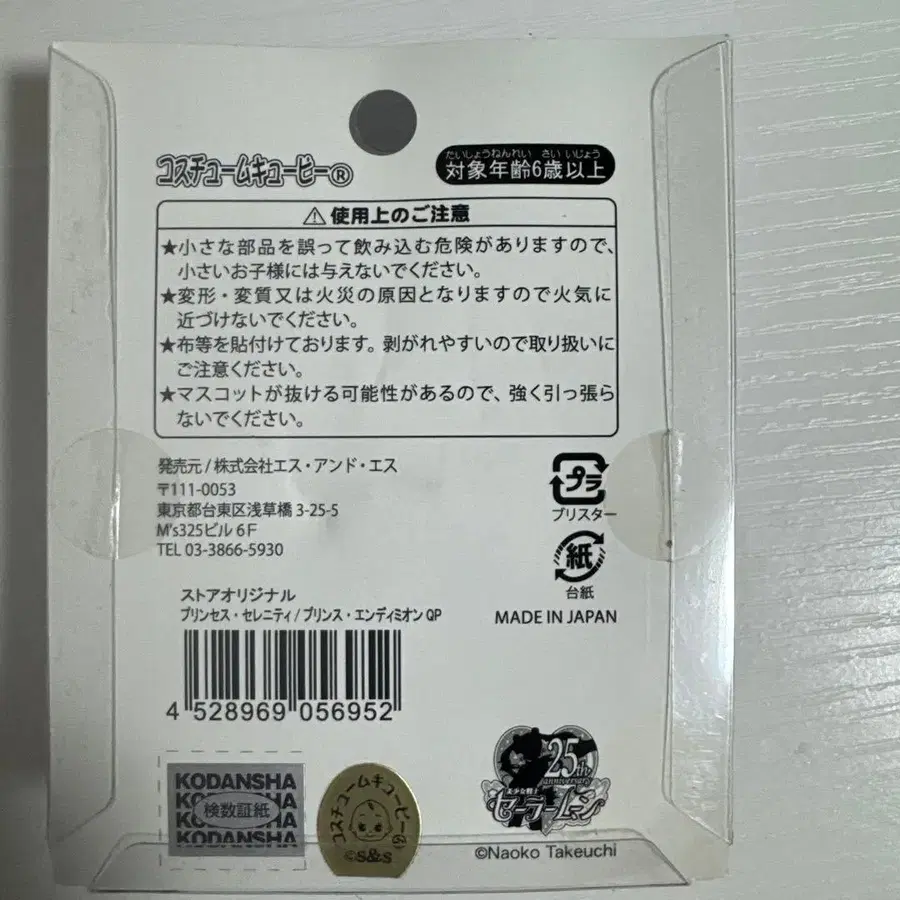 コスチュームキューピー®
たいしょうねんれい さい いじょう
対象年齢6歳以上
⚠使用上のご注意
★小さな部品を誤って飲み込む危険がありますので、
小さいお子様には与えないでください。
★変形・変質又は火災の原因となりますので火気に
近づけないでください。
★布等を貼付けております。剥がれやすいので取り扱いに
ご注意ください。
★マスコットが抜ける可能性があるので、強く引っ張ら
ないでください。
発売元/株式会社エス・アンド・エス
〒111-0053
東京都台東区浅草橋3-25-5
M's325ビル6F
TEL 03-3866-5930
プラ
ブリスター
紙
台紙
MADE IN JAPAN
ストアオリジナル
プリンセス・セレニティ/プリンス・エンディミオンQP
4 528969 056952
KODANSHA
検数証紙
KODANSHA
コスチュームキューピー®
©S&S
25th
anniversary
美少女戦士
セーラームーン
©Naoko Takeuchi